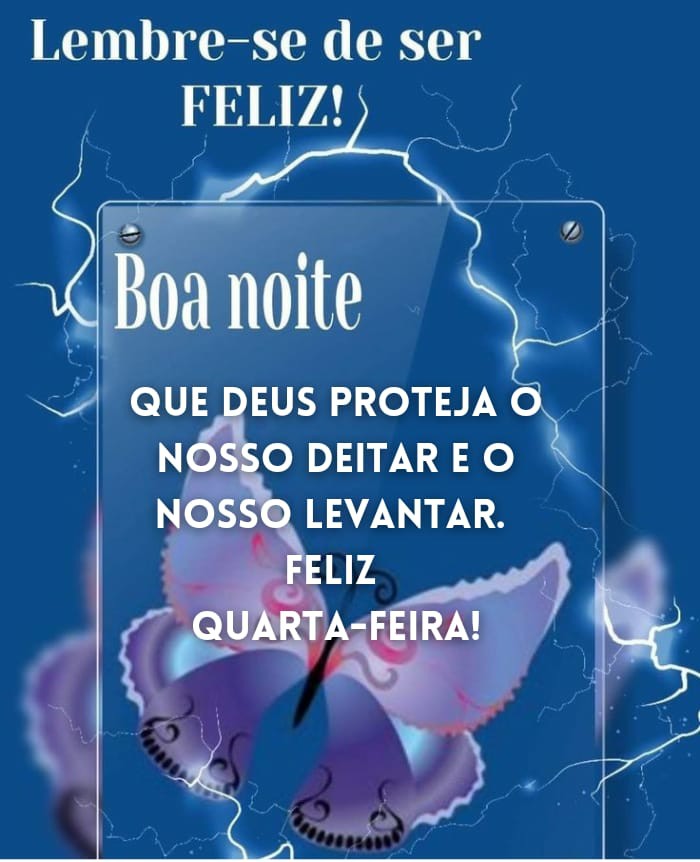 Lembre-se de ser
FELIZ!
Boa noite
QUE DEUS PROTEJA O
NOSSO DEITAR E O
NOSSO LEVANTAR.
FELIZ
QUARTA-FEIRA!